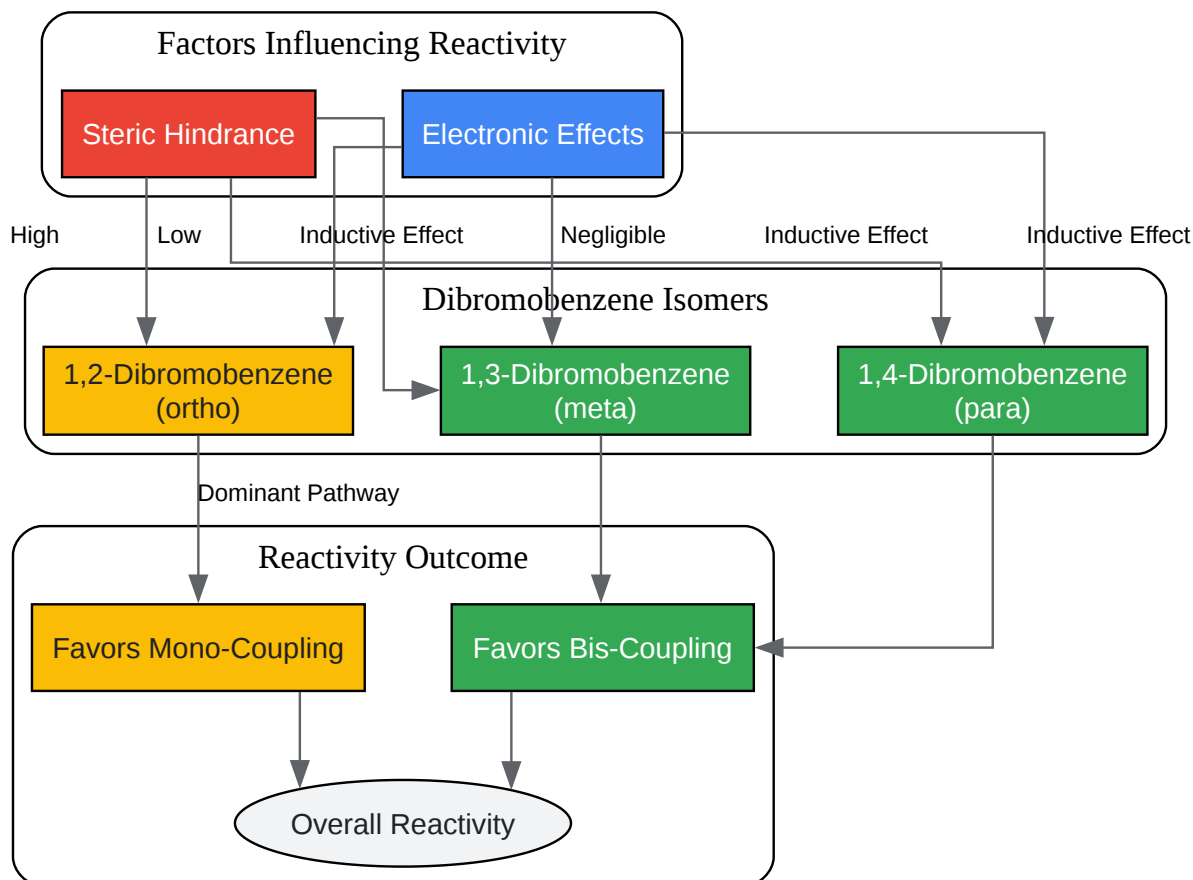 Factors Influencing Reactivity
Steric Hindrance
Electronic Effects
High
Low
Inductive Effect
Negligible
Inductive Effect
Inductive Effect
Dibromobenzene Isomers
1,2-Dibromobenzene
(ortho)
1,3-Dibromobenzene
(meta)
1,4-Dibromobenzene
(para)
Dominant Pathway
Reactivity Outcome
Favors Mono-Coupling
Favors Bis-Coupling
Overall Reactivity